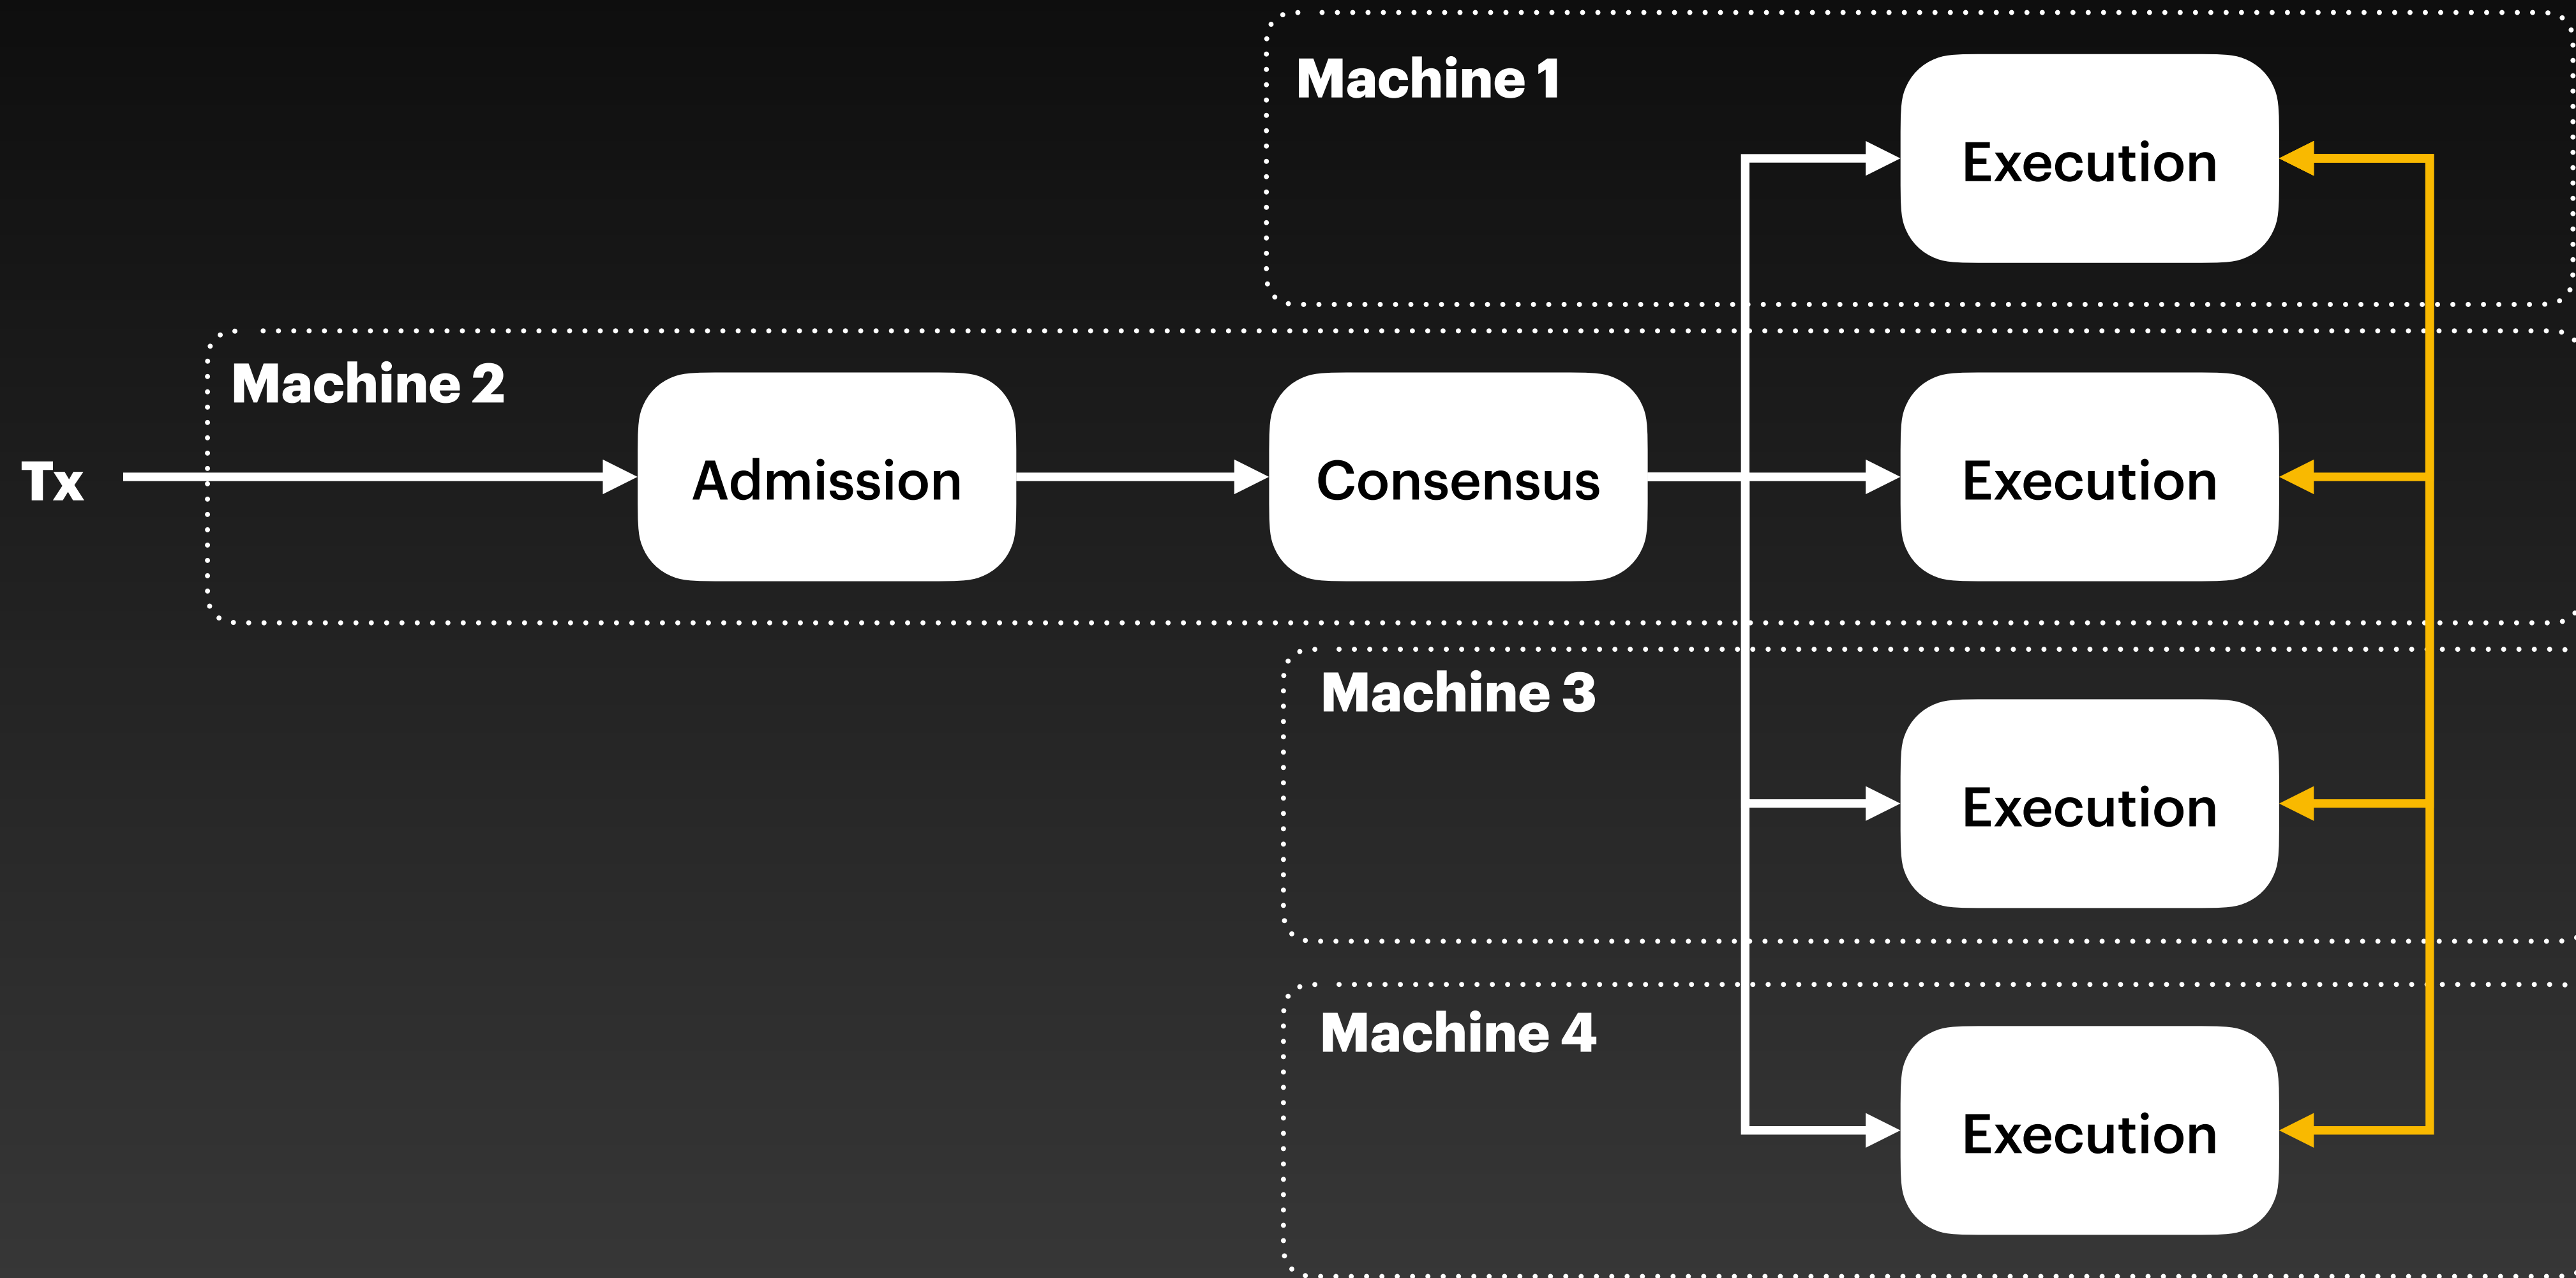 Machine 1
Execution
Machine 2
Tx
Admission
Consensus
Execution
Machine 3
Execution
Machine 4
Execution